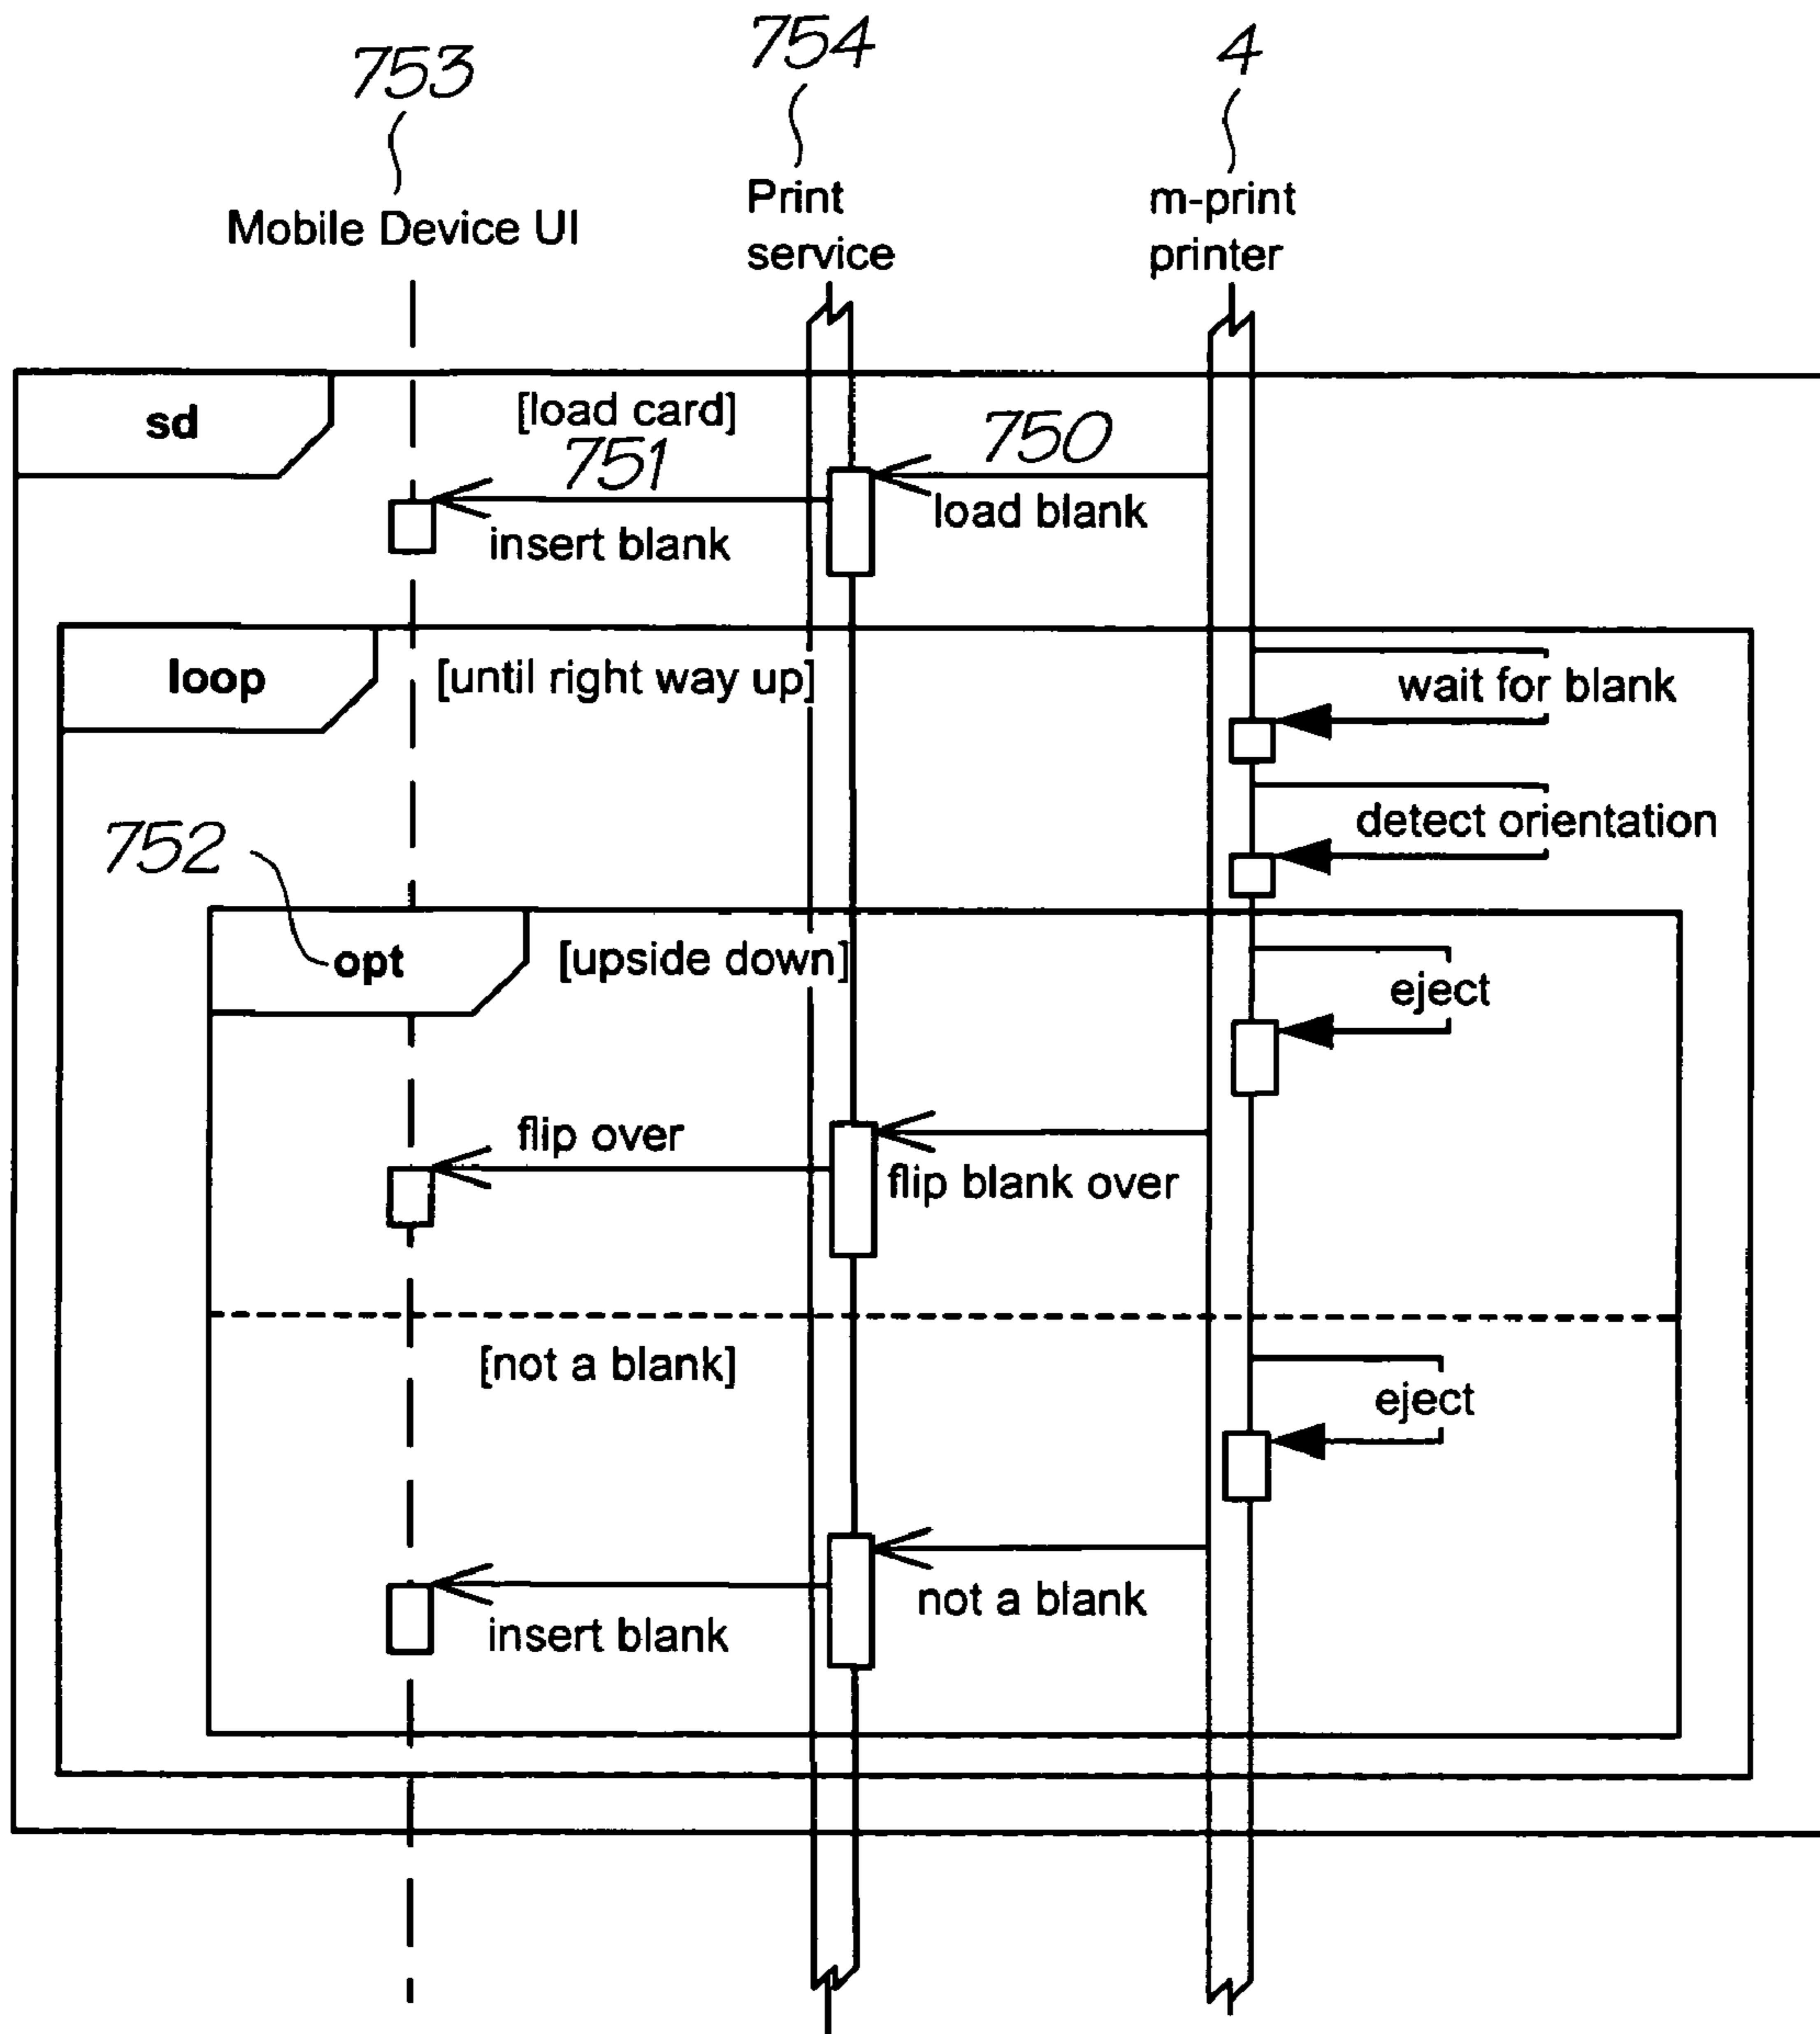 753
754
4
Mobile Device UI
Print
service
m-print
printer
sd
[load card]
750
751
load blank
insert blank
loop
[until right way up]
wait for blank
detect orientation
752
opt
[upside down]
eject
flip over
flip blank over
[not a blank]
eject
not a blank
insert blank